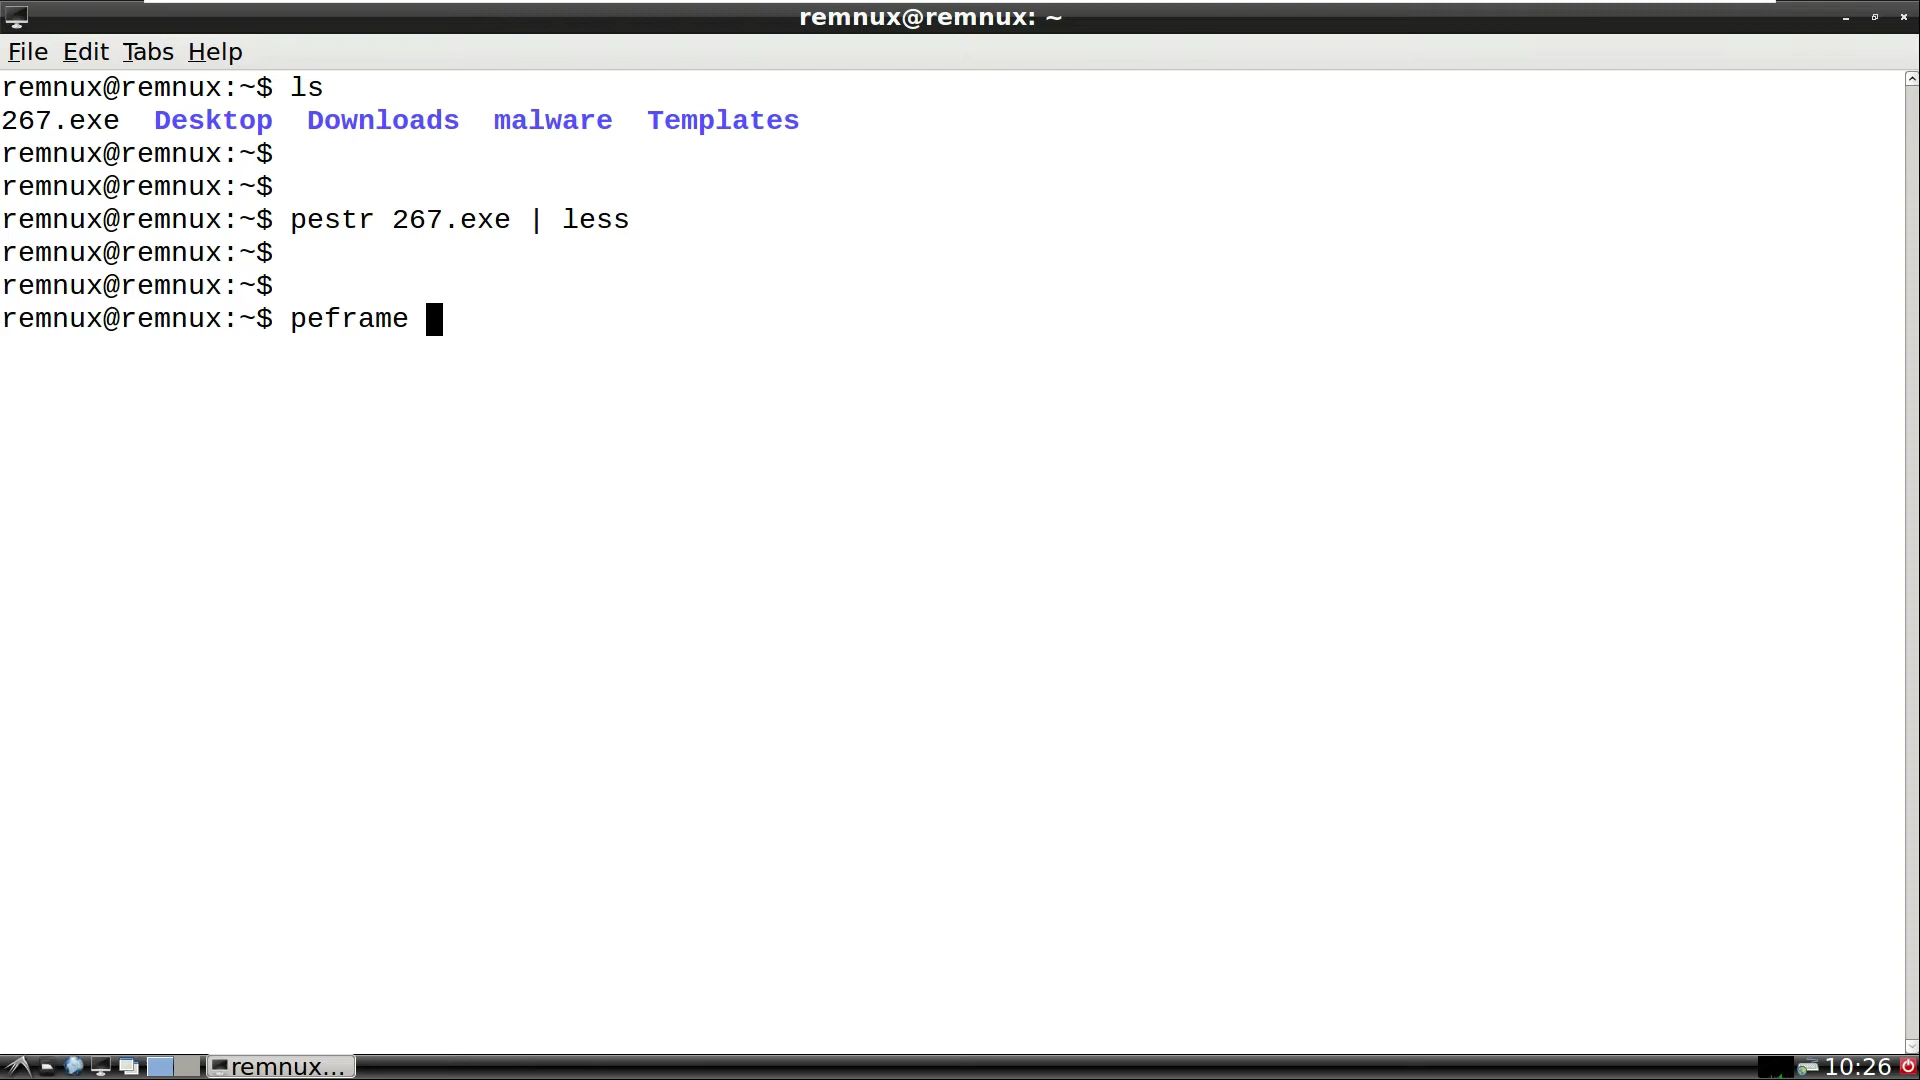 remnux@remnux: ~
File Edit Tabs Help
remnux@remnux:~$ ls
267.exe  Desktop  Downloads  malware  Templates
remnux@remnux:~$
remnux@remnux:~$
remnux@remnux:~$ pestr 267.exe | less
remnux@remnux:~$
remnux@remnux:~$
remnux@remnux:~$ peframe
remnux... 10:26